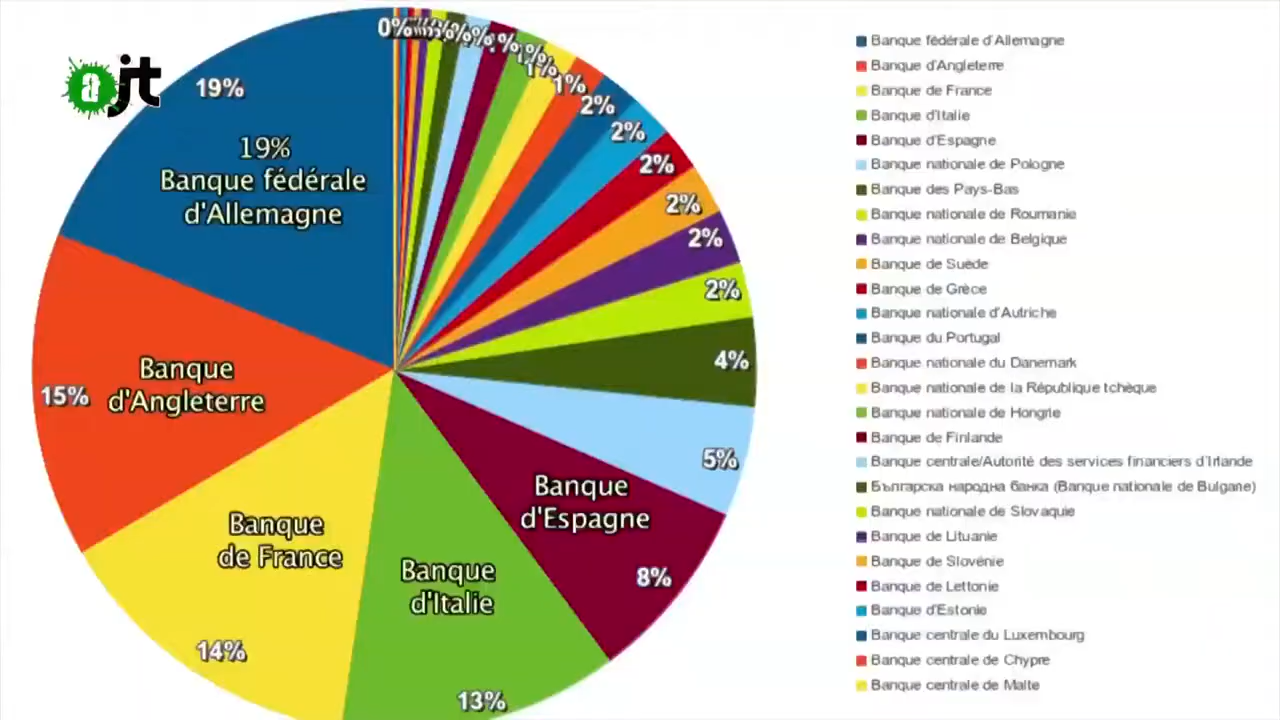 ajt
19%
19%
Banque fédérale
d'Allemagne
15%
Banque
d'Angleterre
Banque
de France
14%
Banque
d'Italie
13%
Banque
d'Espagne
8%
5%
4%
2%
2%
2%
2%
2%
2%
1%
1%
0%
Banque fédérale d'Allemagne
Banque d'Angleterre
Banque de France
Banque d'Italie
Banque d'Espagne
Banque nationale de Pologne
Banque des Pays-Bas
Banque nationale de Roumanie
Banque nationale de Belgique
Banque de Suède
Banque de Grèce
Banque nationale d'Autriche
Banque du Portugal
Banque nationale du Danemark
Banque nationale de la République tchèque
Banque nationale de Hongrie
Banque de Finlande
Banque centrale/Autorité des services financiers d'Irlande
Българска народна банка (Banque nationale de Bulgarie)
Banque nationale de Slovaquie
Banque de Lituanie
Banque de Slovénie
Banque de Lettonie
Banque d'Estonie
Banque centrale du Luxembourg
Banque centrale de Chypre
Banque centrale de Malte